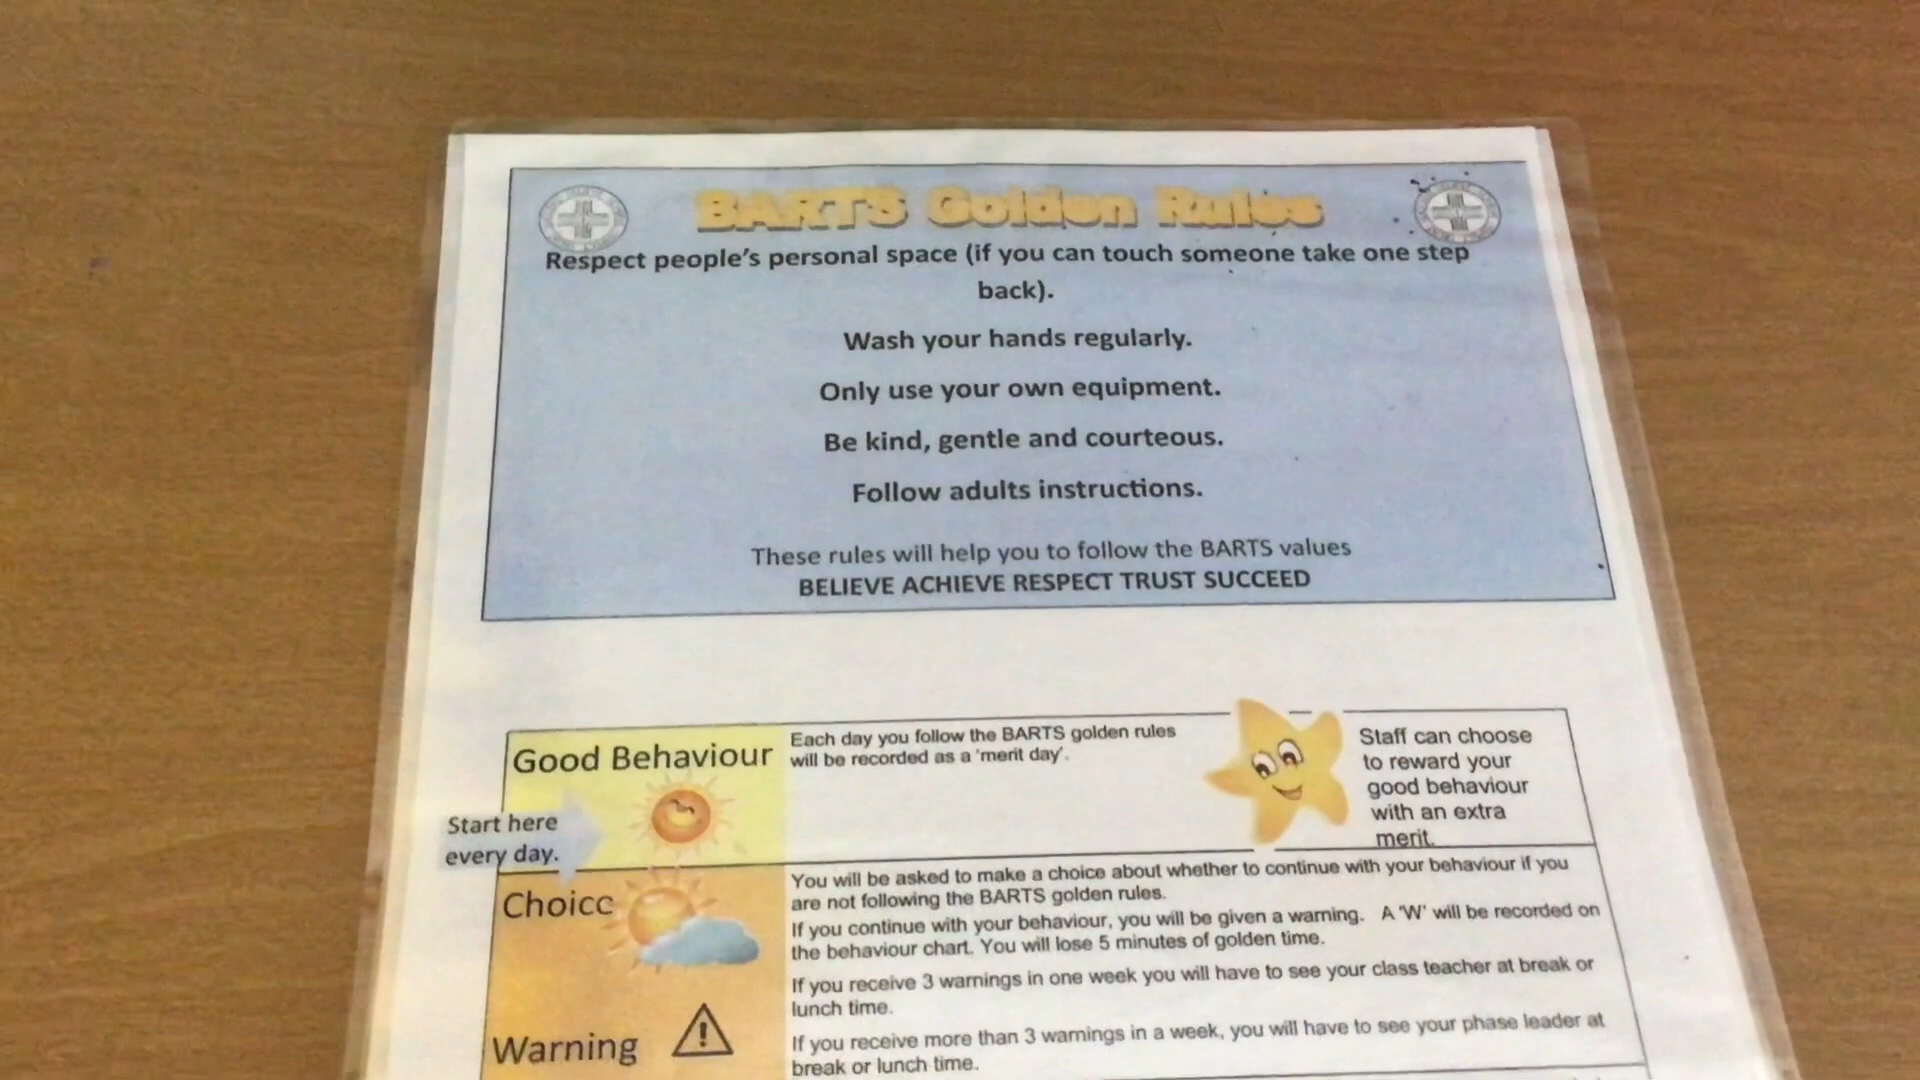 BARTS Golden Rules
Respect people's personal space (if you can touch someone take one step
back).
Wash your hands regularly.
Only use your own equipment.
Be kind, gentle and courteous.
Follow adults instructions.
These rules will help you to follow the BARTS values
BELIEVE ACHIEVE RESPECT TRUST SUCCEED
Good Behaviour
Start here
every day.
Each day you follow the BARTS golden rules
will be recorded as a 'merit day'.
Staff can choose
to reward your
good behaviour
with an extra
merit.
Choice
You will be asked to make a choice about whether to continue with your behaviour if you
are not following the BARTS golden rules.
If you continue with your behaviour, you will be given a warning. A 'W' will be recorded on
the behaviour chart. You will lose 5 minutes of golden time.
If you receive 3 warnings in one week you will have to see your class teacher at break or
lunch time.
Warning
If you receive more than 3 warnings in a week, you will have to see your phase leader at
break or lunch time.